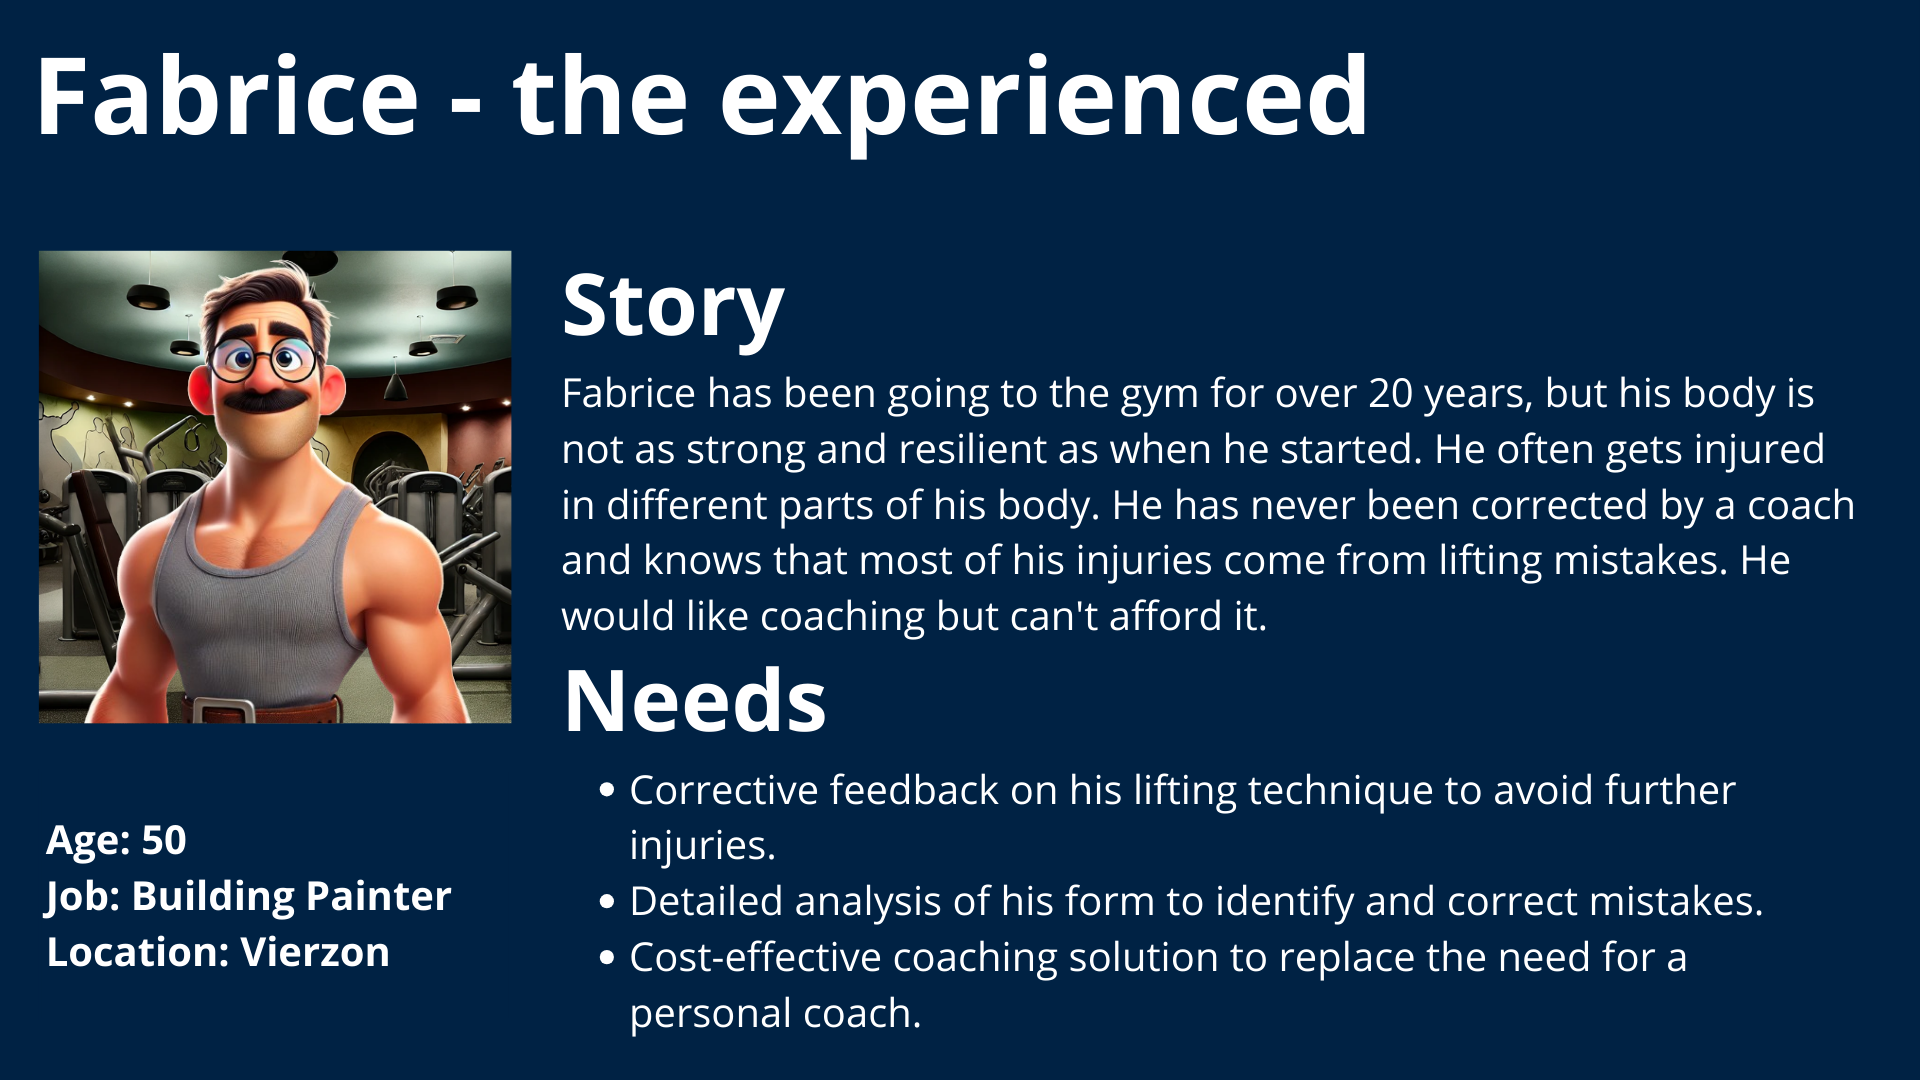 Fabrice - the experienced
Story
Fabrice has been going to the gym for over 20 years, but his body is
not as strong and resilient as when he started. He often gets injured
in different parts of his body. He has never been corrected by a coach
and knows that most of his injuries come from lifting mistakes. He
would like coaching but can't afford it.
Needs
• Corrective feedback on his lifting technique to avoid further
injuries.
• Detailed analysis of his form to identify and correct mistakes.
• Cost-effective coaching solution to replace the need for a
personal coach.
Age: 50
Job: Building Painter
Location: Vierzon